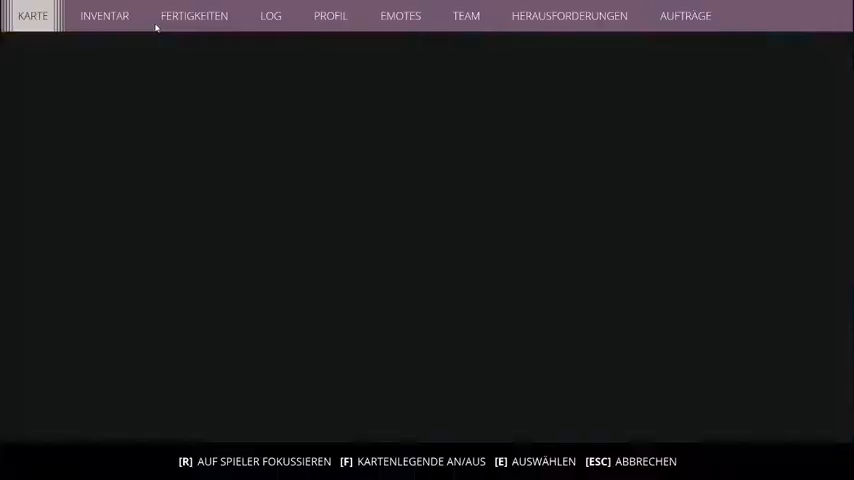 KARTE INVENTAR FERTIGKEITEN LOG PROFIL EMOTES TEAM HERAUSFORDERUNGEN AUFTRÄGE
[R] AUF SPIELER FOKUSSIEREN [F] KARTENLEGENDE AN/AUS [E] AUSWÄHLEN [ESC] ABBRECHEN